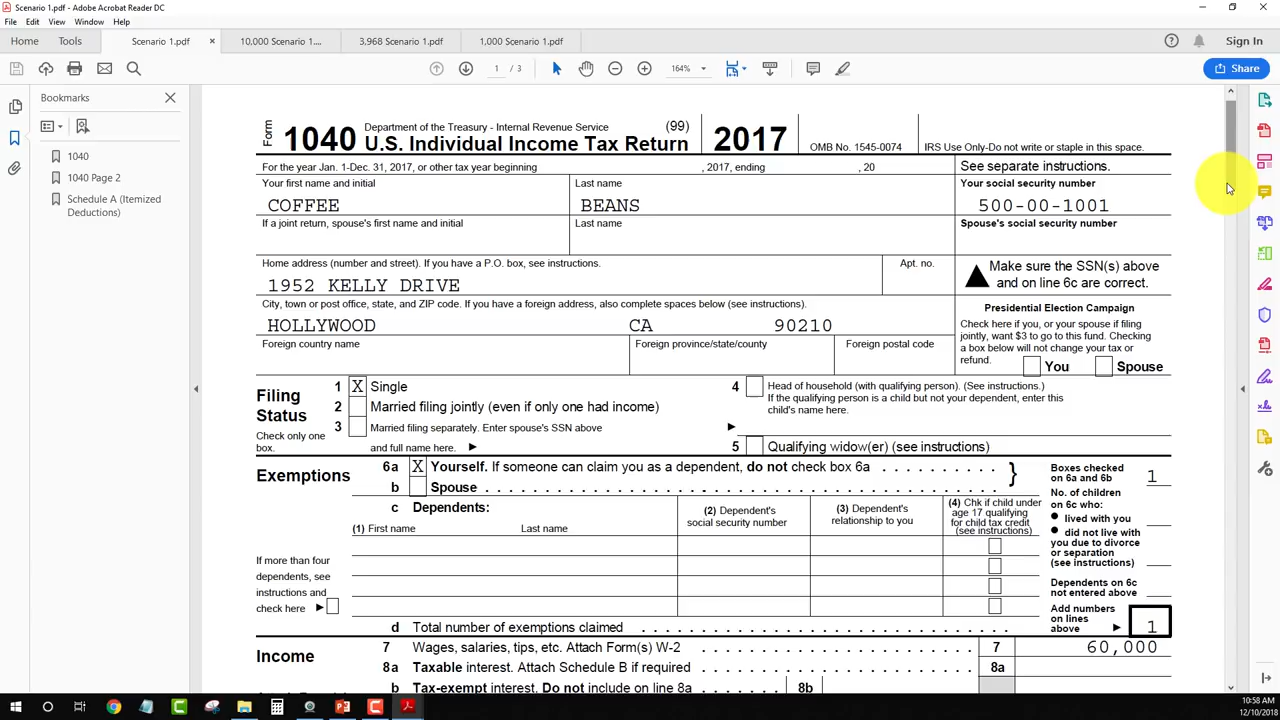 Scenario 1.pdf - Adobe Acrobat Reader DC
File Edit View Window Help
Home Tools Scenario 1.pdf × 10,000 Scenario 1.... 3,968 Scenario 1.pdf 1,000 Scenario 1.pdf Sign In
1 / 3 164% Share
Bookmarks
1040
1040 Page 2
Schedule A (Itemized
Deductions)
Form 1040 Department of the Treasury - Internal Revenue Service (99)
U.S. Individual Income Tax Return 2017 OMB No. 1545-0074 IRS Use Only-Do not write or staple in this space.
For the year Jan. 1-Dec. 31, 2017, or other tax year beginning , 2017, ending , 20 See separate instructions.
Your first name and initial Last name Your social security number
COFFEE BEANS 500-00-1001
If a joint return, spouse's first name and initial Last name Spouse's social security number
Home address (number and street). If you have a P.O. box, see instructions. Apt. no.
1952 KELLY DRIVE
▲ Make sure the SSN(s) above
and on line 6c are correct.
City, town or post office, state, and ZIP code. If you have a foreign address, also complete spaces below (see instructions).
HOLLYWOOD CA 90210
Foreign country name Foreign province/state/county Foreign postal code
Presidential Election Campaign
Check here if you, or your spouse if filing
jointly, want $3 to go to this fund. Checking
a box below will not change your tax or
refund. You Spouse
Filing
Status
Check only one
box.
1 X Single
2 Married filing jointly (even if only one had income)
3 Married filing separately. Enter spouse's SSN above
and full name here. ►
4 Head of household (with qualifying person). (See instructions.)
If the qualifying person is a child but not your dependent, enter this
child's name here. ►
5 Qualifying widow(er) (see instructions)
Exemptions
6a X Yourself. If someone can claim you as a dependent, do not check box 6a . . . . . . . . . . }
b Spouse . . . . . . . . . . . . . . . . . . . . . . . . . . . . .
c Dependents:
(1) First name Last name
(2) Dependent's
social security number
(3) Dependent's
relationship to you
(4) Chk if child under
age 17 qualifying
for child tax credit
(see instructions)
If more than four
dependents, see
instructions and
check here ►
d Total number of exemptions claimed . . . . . . . . . . . . . . . . . . . . .
Boxes checked
on 6a and 6b 1
No. of children
on 6c who:
● lived with you
● did not live with
you due to divorce
or separation
(see instructions)
Dependents on 6c
not entered above
Add numbers
on lines
above ► 1
Income
7 Wages, salaries, tips, etc. Attach Form(s) W-2 . . . . . . . . . . . . . . . 7 60,000
8a Taxable interest. Attach Schedule B if required . . . . . . . . . . . . . . . 8a
b Tax-exempt interest. Do not include on line 8a . . . . . . . 8b
10:58 AM
12/10/2018